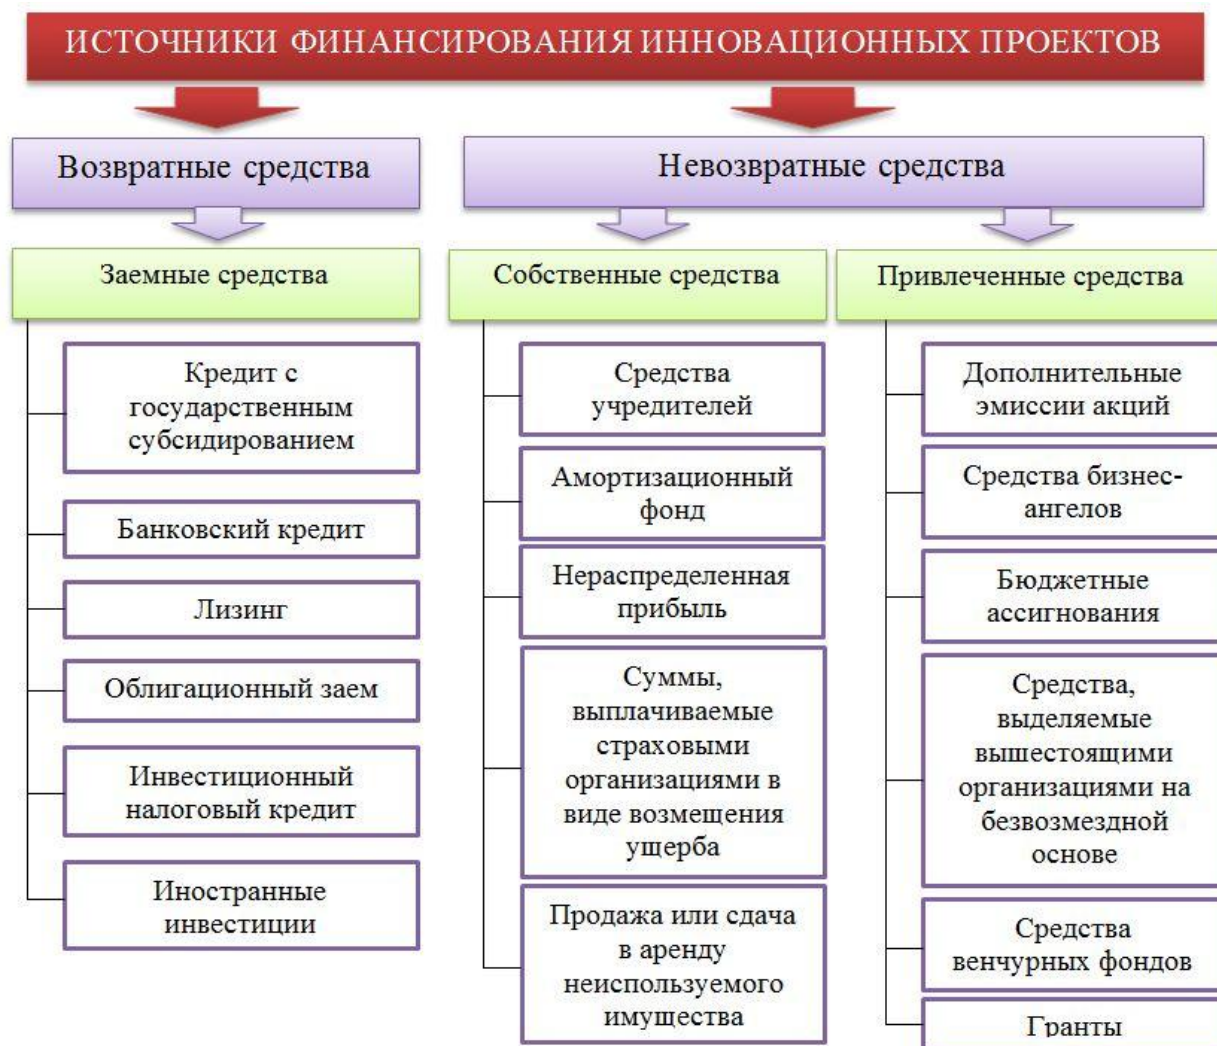 ИСТОЧНИКИ ФИНАНСИРОВАНИЯ ИННОВАЦИОННЫХ ПРОЕКТОВ
Возвратные средства
Невозвратные средства
Заемные средства
Собственные средства
Привлеченные средства
Кредит с
государственным
субсидированием
Банковский кредит
Лизинг
Облигационный заем
Инвестиционный
налоговый кредит
Иностранные
инвестиции
Средства
учредителей
Амортизационный
фонд
Нераспределенная
прибыль
Суммы,
выплачиваемые
страховыми
организациями в
виде возмещения
ущерба
Продажа или сдача
в аренду
неиспользуемого
имущества
Дополнительные
эмиссии акций
Средства бизнес-
ангелов
Бюджетные
ассигнования
Средства,
выделяемые
вышестоящими
организациями на
безвозмездной
основе
Средства
венчурных фондов
Гранты